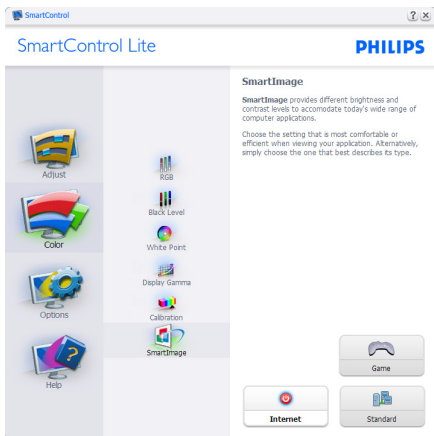 SmartControl
SmartControl Lite
PHILIPS
Adjust
Color
Options
Help
RGB
Black Level
White Point
Display Gamma
Calibration
SmartImage
SmartImage
SmartImage provides different brightness and
contrast levels to accomodate today's wide range of
computer applications.
Choose the setting that is most comfortable or
efficient when viewing your application. Alternatively,
simply choose the one that best describes its type.
Game
Internet
Standard